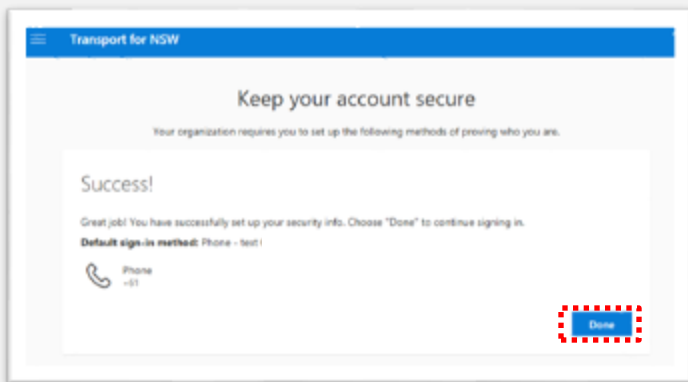 Transport for NSW
Keep your account secure
Your organization requires you to set up the following methods of proving who you are.
Success!
Great job! You have successfully set up your security info. Choose "Done" to continue signing in.
Default sign-in method: Phone - text
Phone
Done